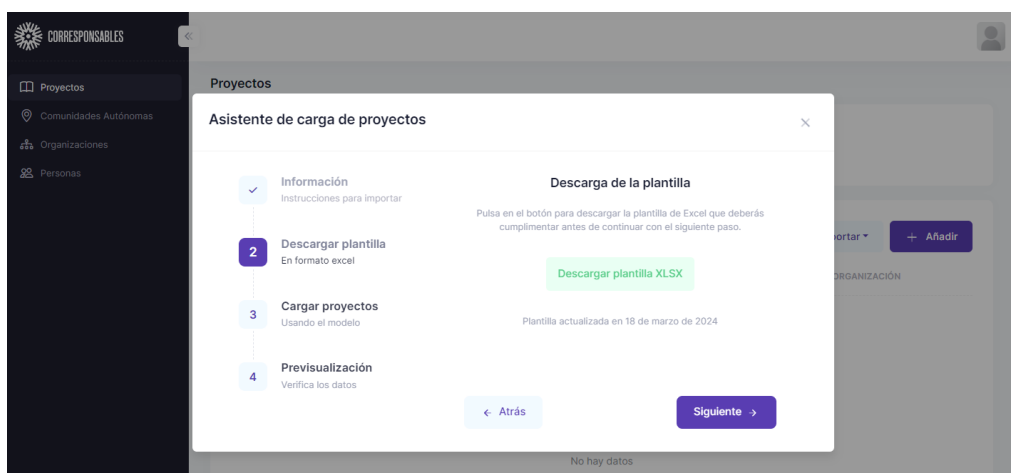 CORRESPONSABLES
Proyectos
Comunidades Autónomas
Organizaciones
Personas
Proyectos
Asistente de carga de proyectos
Información
Instrucciones para importar
2
Descargar plantilla
En formato excel
3
Cargar proyectos
Usando el modelo
4
Previsualización
Verifica los datos
Descarga de la plantilla
Pulsa en el botón para descargar la plantilla de Excel que deberás
cumplimentar antes de continuar con el siguiente paso.
Descargar plantilla XLSX
Plantilla actualizada en 18 de marzo de 2024
← Atrás
Siguiente →
ortar
+ Añadir
ORGANIZACIÓN
No hay datos